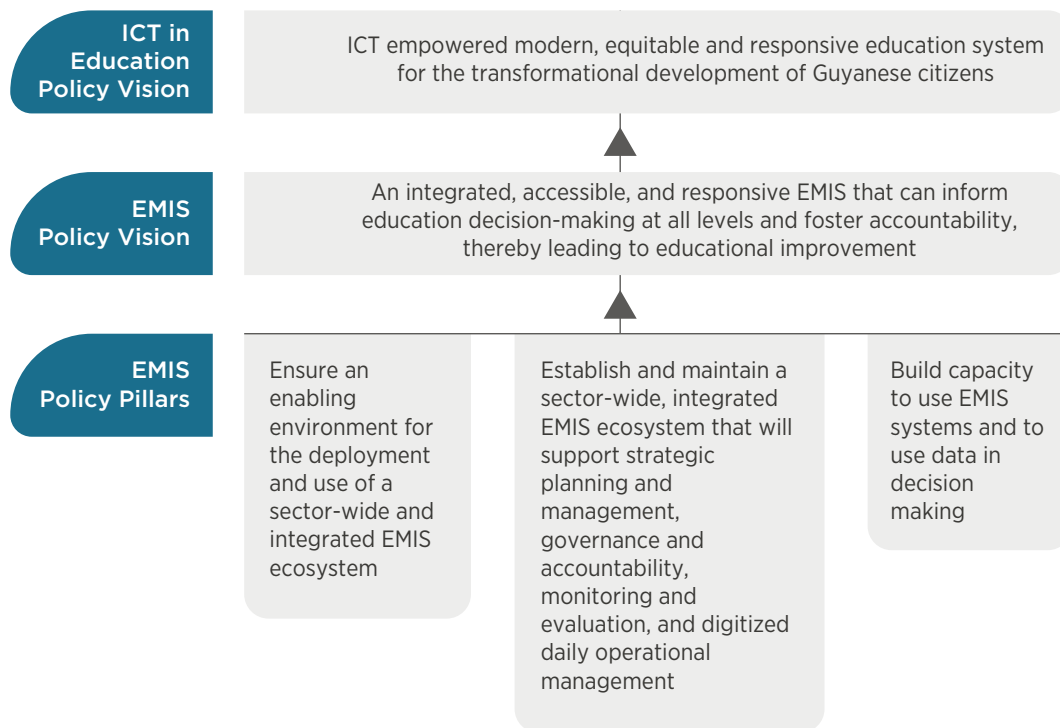 ICT in
Education
Policy Vision
ICT empowered modern, equitable and responsive education system
for the transformational development of Guyanese citizens
EMIS
Policy Vision
An integrated, accessible, and responsive EMIS that can inform
education decision-making at all levels and foster accountability,
thereby leading to educational improvement
EMIS
Policy Pillars
Ensure an
enabling
environment for
the deployment
and use of a
sector-wide and
integrated EMIS
ecosystem
Establish and maintain a
sector-wide, integrated
EMIS ecosystem that will
support strategic
planning and
management,
governance and
accountability,
monitoring and
evaluation, and digitized
daily operational
management
Build capacity
to use EMIS
systems and to
use data in
decision
making